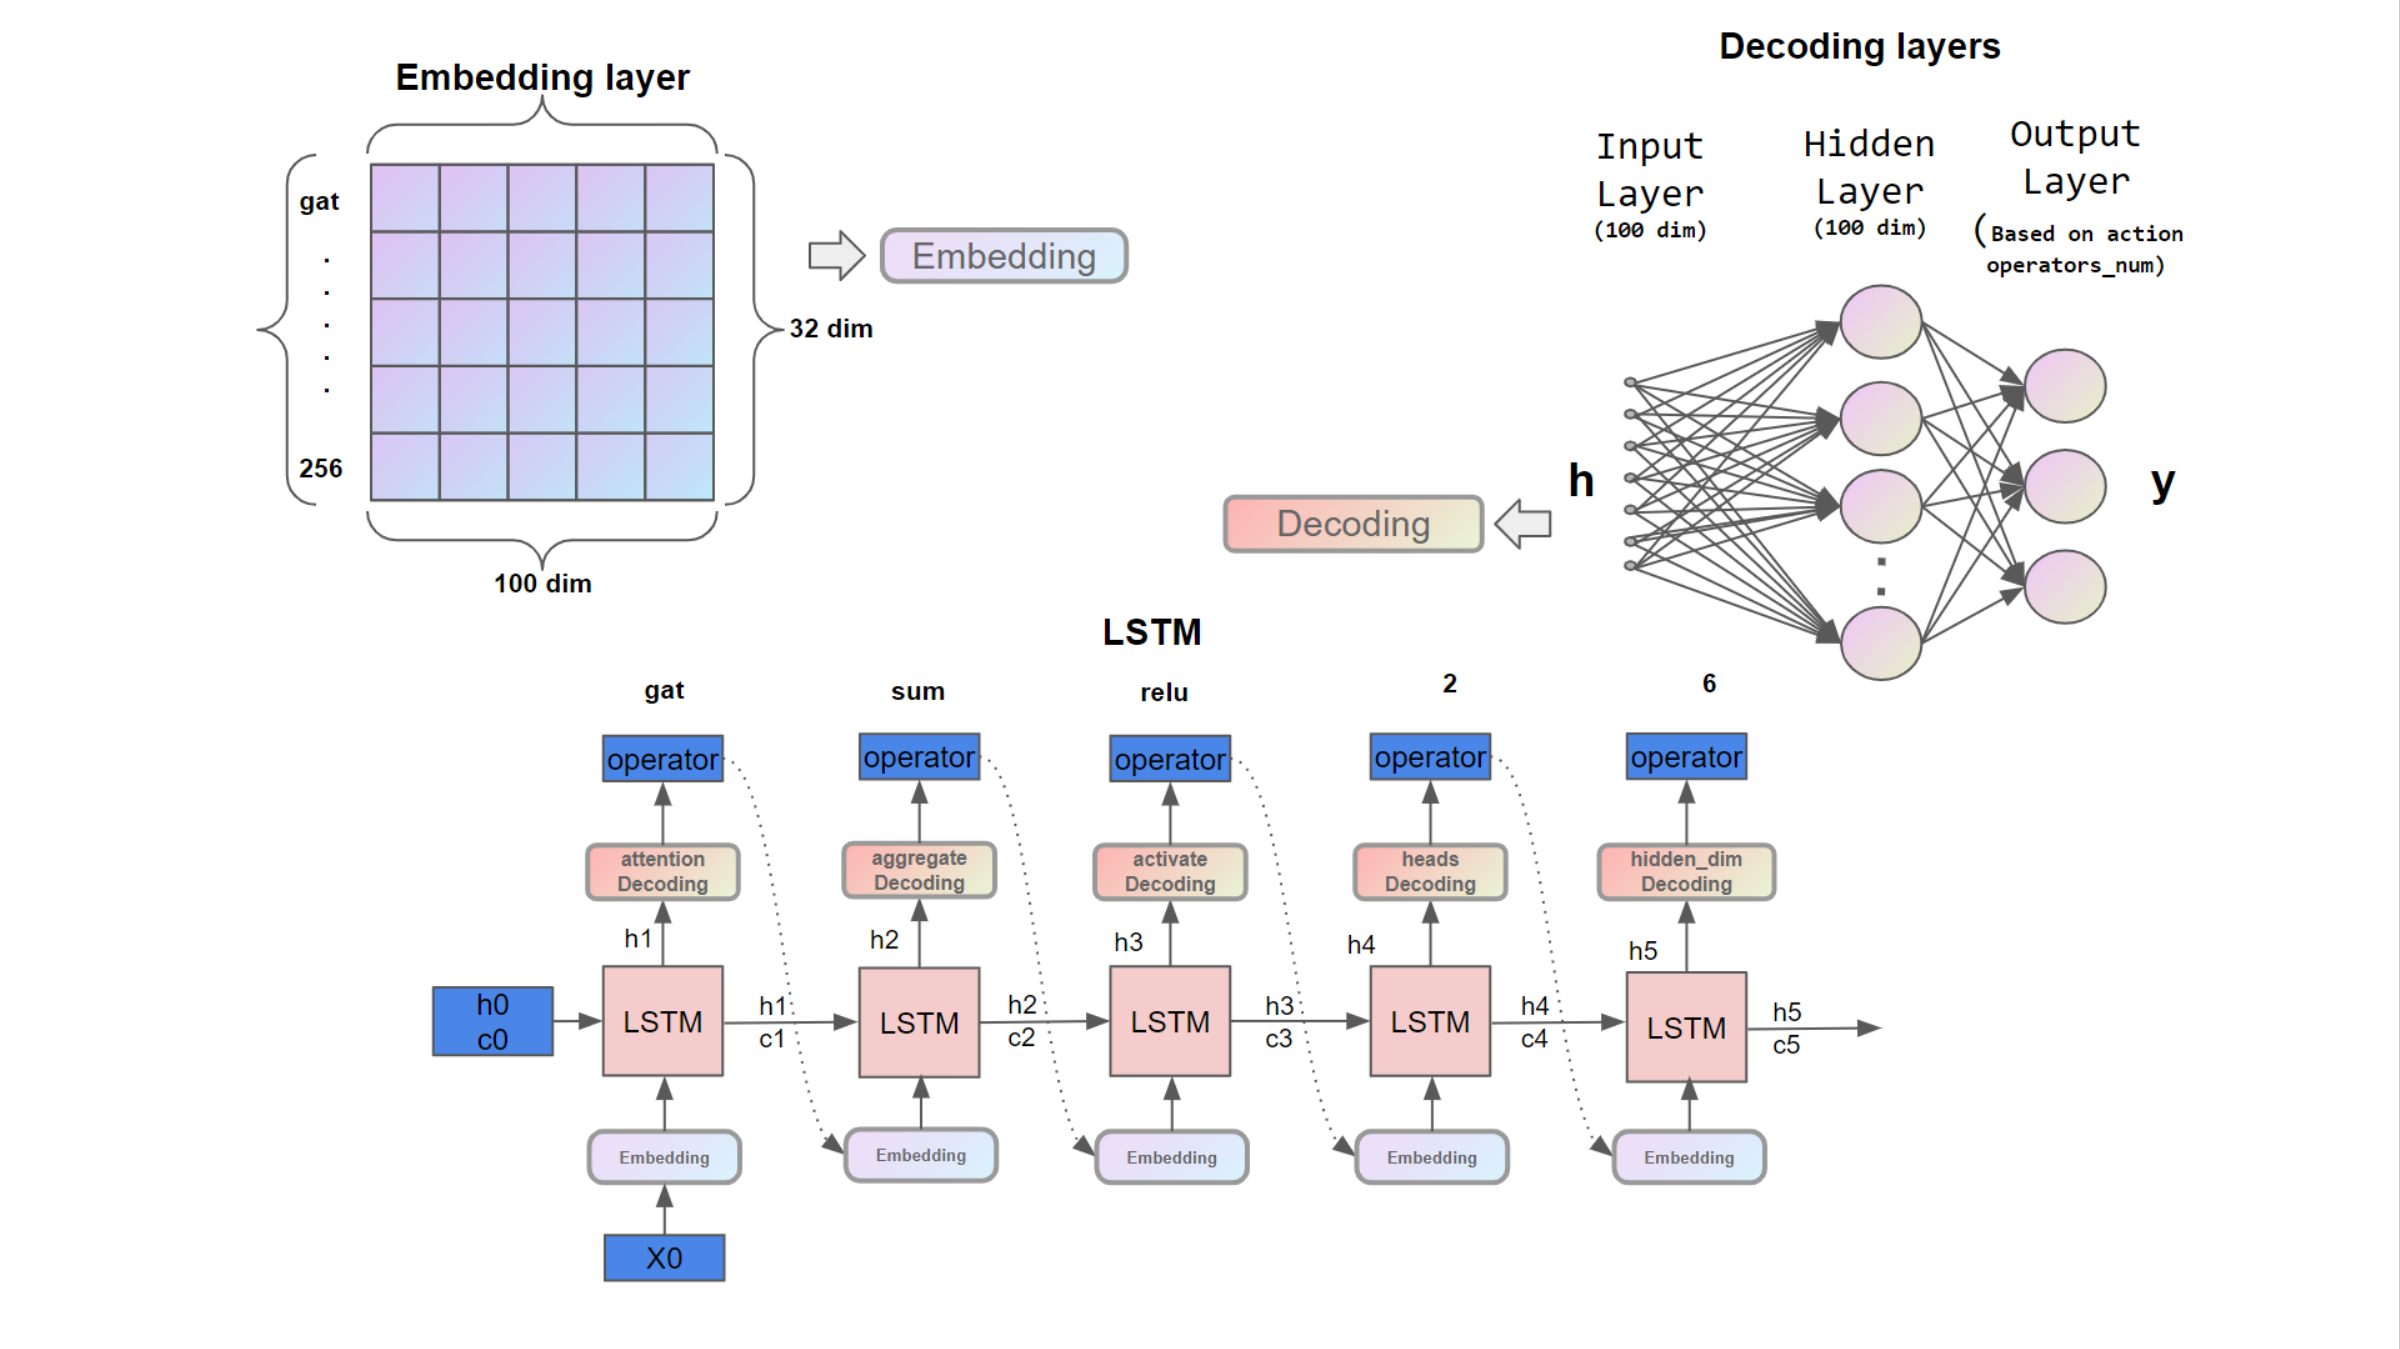 Embedding layer
gat
.
.
.
.
.
256
32 dim
100 dim
Embedding
Decoding layers
Input
Layer
(100 dim)
Hidden
Layer
(100 dim)
Output
Layer
(Based on action
operators_num)
h
y
Decoding
LSTM
gat
sum
relu
2
6
operator
operator
operator
operator
operator
attention
Decoding
aggregate
Decoding
activate
Decoding
heads
Decoding
hidden_dim
Decoding
h1
h2
h3
h4
h5
h0
c0
LSTM
h1
c1
LSTM
h2
c2
LSTM
h3
c3
LSTM
h4
c4
LSTM
h5
c5
Embedding
Embedding
Embedding
Embedding
Embedding
X0